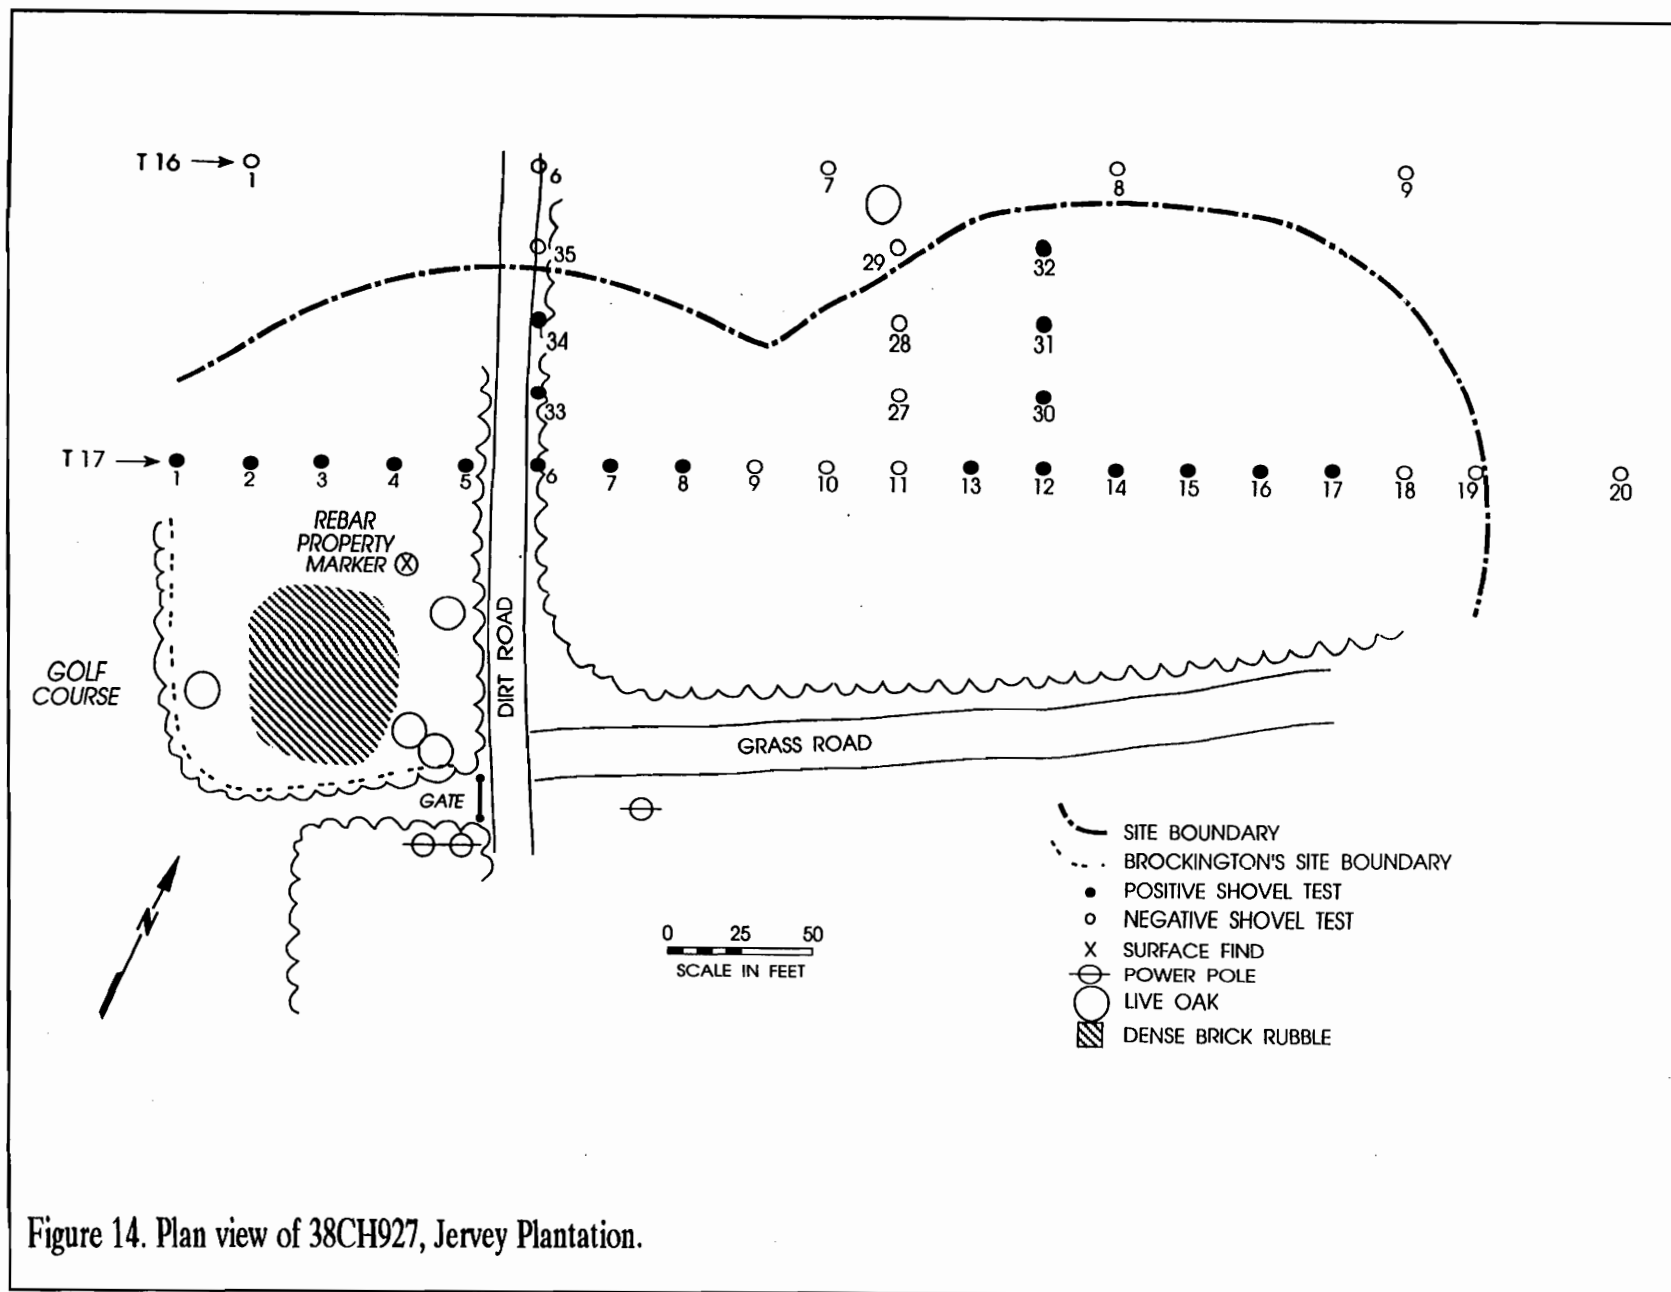 T 16
1
6
7
8
9
35
29
32
34
28
31
33
27
30
T 17
1
2
3
4
5
6
7
8
9
10
11
13
12
14
15
16
17
18
19
20
REBAR
PROPERTY
MARKER
X
GOLF
COURSE
DIRT ROAD
GRASS ROAD
GATE
N
0 25 50
SCALE IN FEET
SITE BOUNDARY
BROCKINGTON'S SITE BOUNDARY
POSITIVE SHOVEL TEST
NEGATIVE SHOVEL TEST
X SURFACE FIND
POWER POLE
LIVE OAK
DENSE BRICK RUBBLE
Figure 14. Plan view of 38CH927, Jervey Plantation.